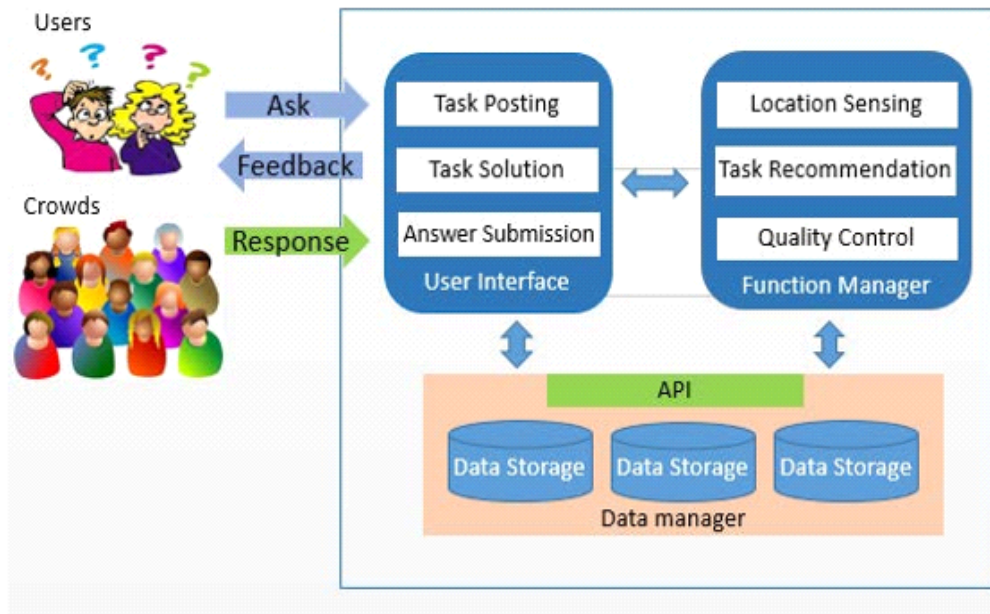 Users
? ? ? ?
Ask
Feedback
Crowds
Response
Task Posting
Task Solution
Answer Submission
User Interface
Location Sensing
Task Recommendation
Quality Control
Function Manager
API
Data Storage
Data Storage
Data Storage
Data manager